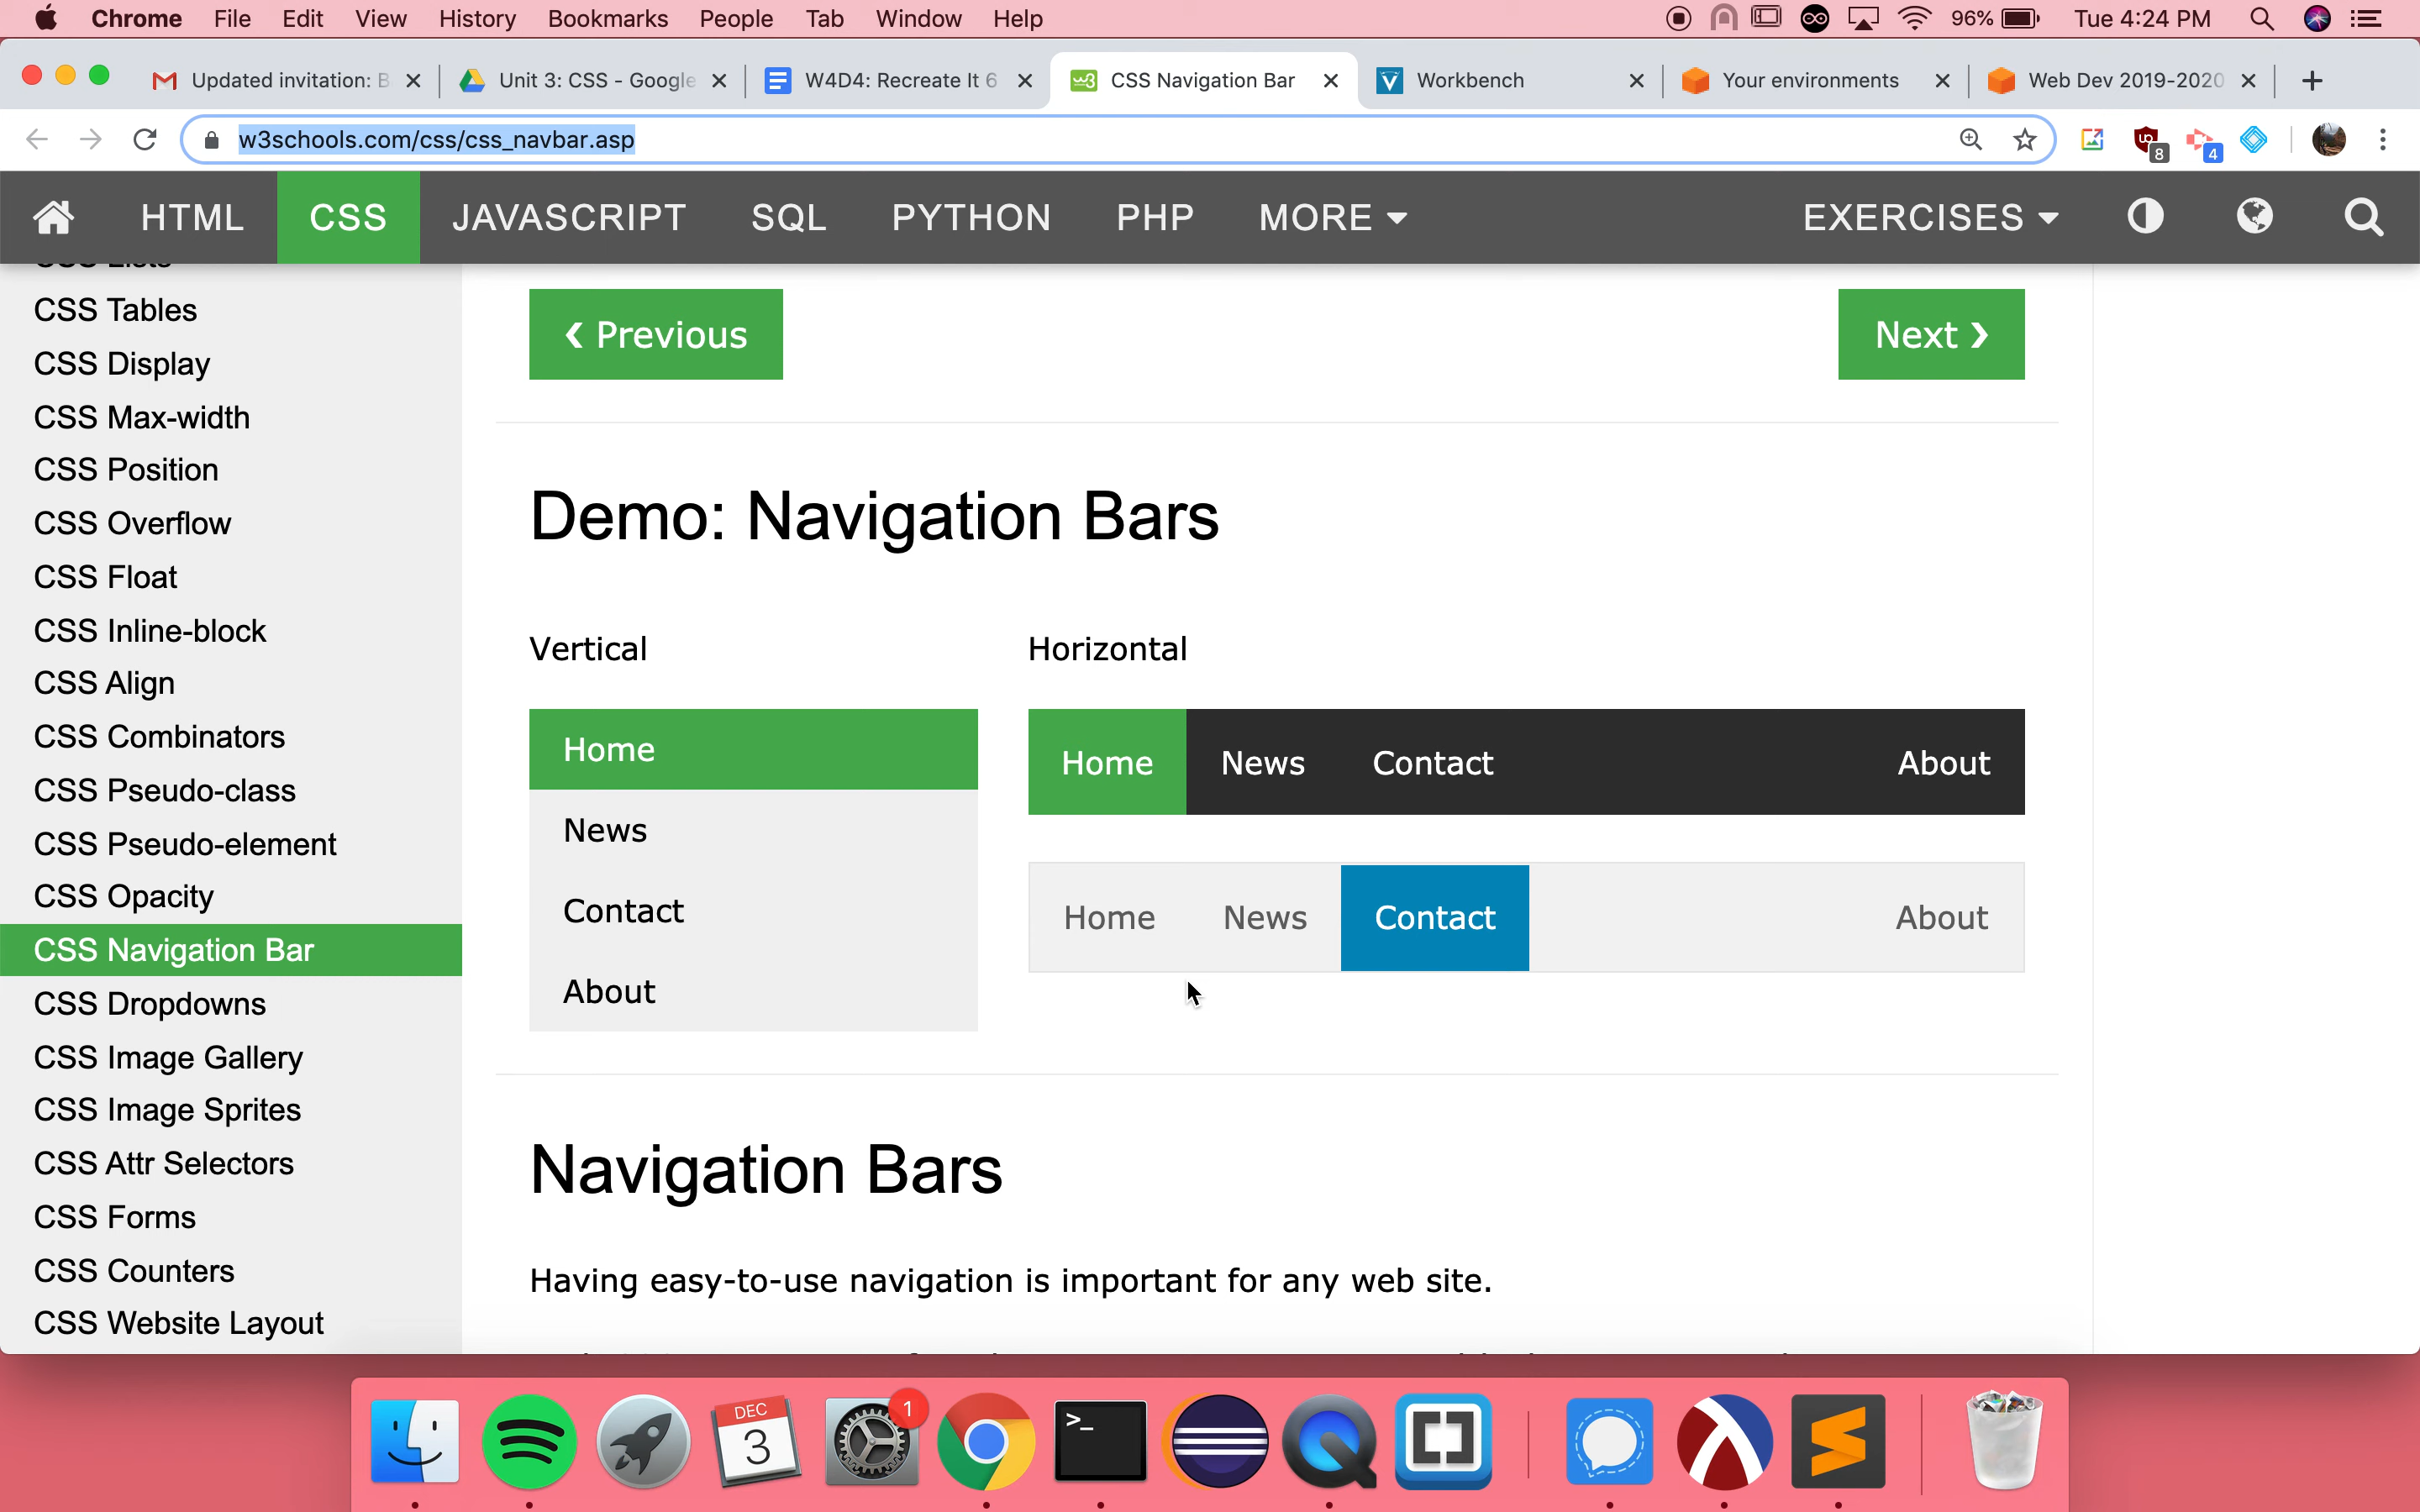 Chrome File Edit View History Bookmarks People Tab Window Help 96% Tue 4:24 PM
Updated invitation: B Unit 3: CSS - Google W4D4: Recreate It 6 CSS Navigation Bar Workbench Your environments Web Dev 2019-2020
w3schools.com/css/css_navbar.asp 8 4
HTML CSS JAVASCRIPT SQL PYTHON PHP MORE EXERCISES
CSS Tables
CSS Display
CSS Max-width
CSS Position
CSS Overflow
CSS Float
CSS Inline-block
CSS Align
CSS Combinators
CSS Pseudo-class
CSS Pseudo-element
CSS Opacity
CSS Navigation Bar
CSS Dropdowns
CSS Image Gallery
CSS Image Sprites
CSS Attr Selectors
CSS Forms
CSS Counters
CSS Website Layout
❮ Previous
Next ❯
Demo: Navigation Bars
Vertical
Home
News
Contact
About
Horizontal
Home News Contact About
Home News Contact About
Navigation Bars
Having easy-to-use navigation is important for any web site.
DEC
3
1